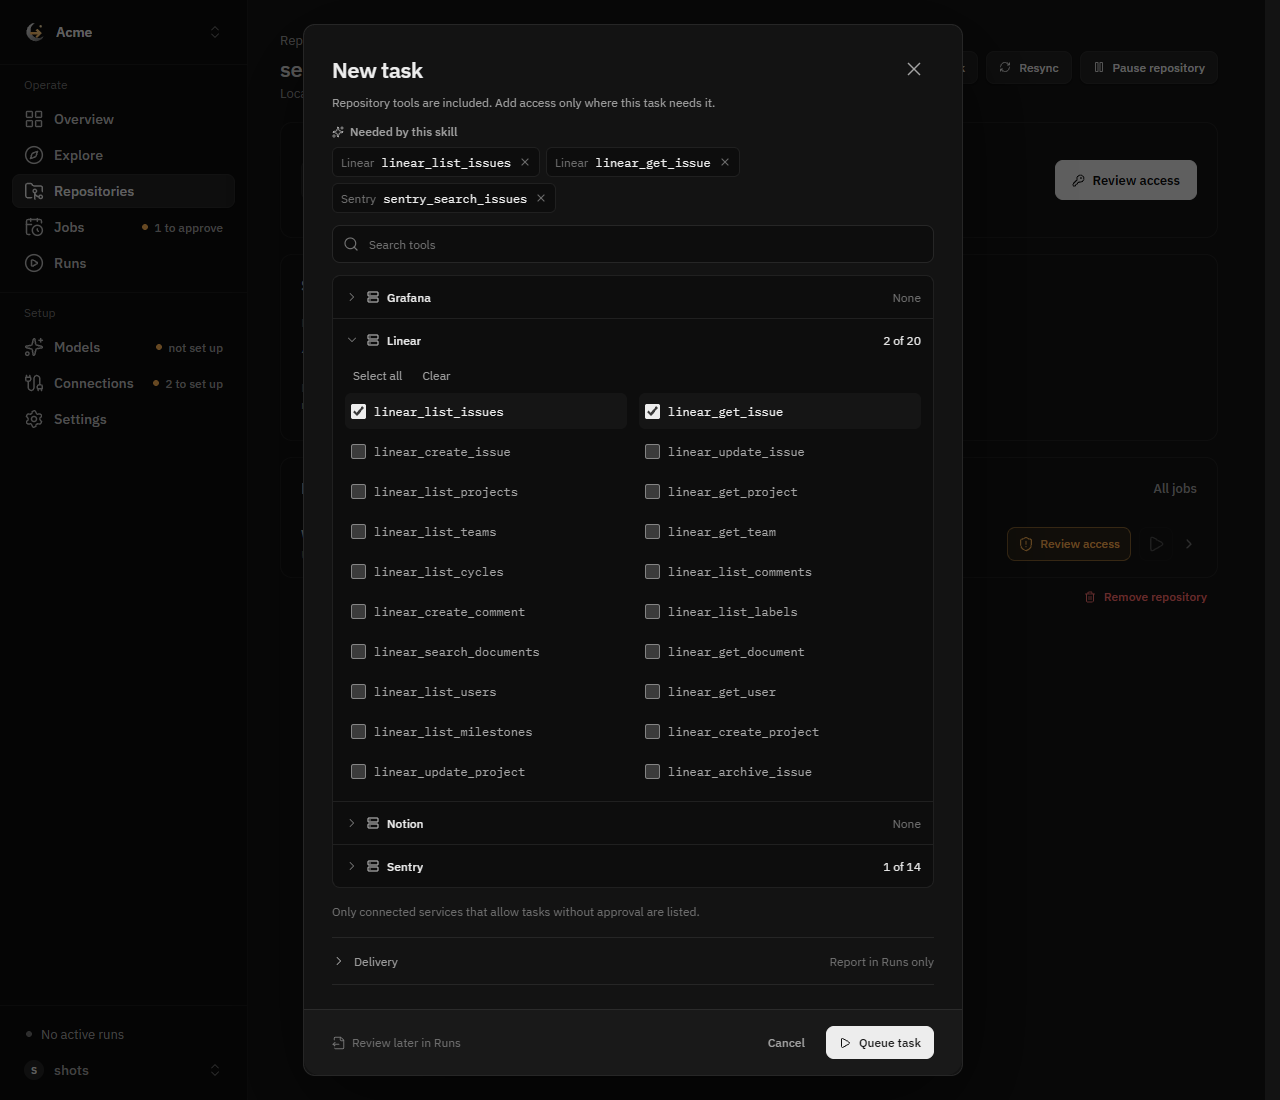 Acme
Operate
Overview
Explore
Repositories
Jobs
1 to approve
Runs
Setup
Models
not set up
Connections
2 to set up
Settings
No active runs
S
shots
Resync
Pause repository
Review access
All jobs
Review access
Remove repository
New task
Repository tools are included. Add access only where this task needs it.
Needed by this skill
Linear linear_list_issues
Linear linear_get_issue
Sentry sentry_search_issues
Search tools
Grafana
None
Linear
2 of 20
Select all
Clear
linear_list_issues
linear_get_issue
linear_create_issue
linear_update_issue
linear_list_projects
linear_get_project
linear_list_teams
linear_get_team
linear_list_cycles
linear_list_comments
linear_create_comment
linear_list_labels
linear_search_documents
linear_get_document
linear_list_users
linear_get_user
linear_list_milestones
linear_create_project
linear_update_project
linear_archive_issue
Notion
None
Sentry
1 of 14
Only connected services that allow tasks without approval are listed.
Delivery
Report in Runs only
Review later in Runs
Cancel
Queue task